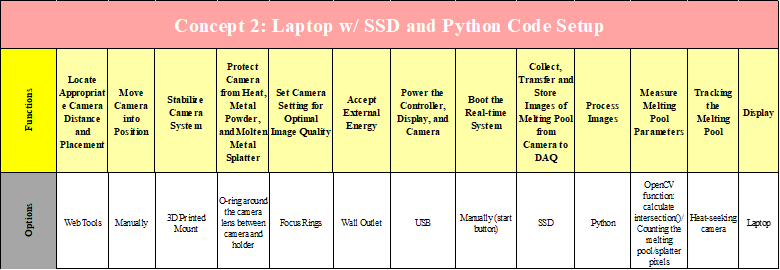 Concept 2: Laptop w/ SSD and Python Code Setup
Functions
Locate
Appropriat
e Camera
Distance
and
Placement
Move
Camera
into
Position
Stabilize
Camera
System
Protect
Camera
from Heat,
Metal
Powder,
and Molten
Metal
Splatter
Set Camera
Setting for
Optimal
Image Quality
Accept
External
Energy
Power the
Controller,
Display, and
Camera
Boot the
Real-time
System
Collect,
Transfer and
Store
Images of
Melting Pool
from
Camera to
DAQ
Process
Images
Measure
Melting
Pool
Parameters
Tracking
the
Melting
Pool
Display
Options
Web Tools
Manually
3D Printed
Mount
O-ring around
the camera
lens between
camera and
holder
Focus Rings
Wall Outlet
USB
Manually (start
button)
SSD
Python
OpenCV
function:
calculate
intersection()/
Counting the
melting
pool/splatter
pixels
Heat-seeking
camera
Laptop